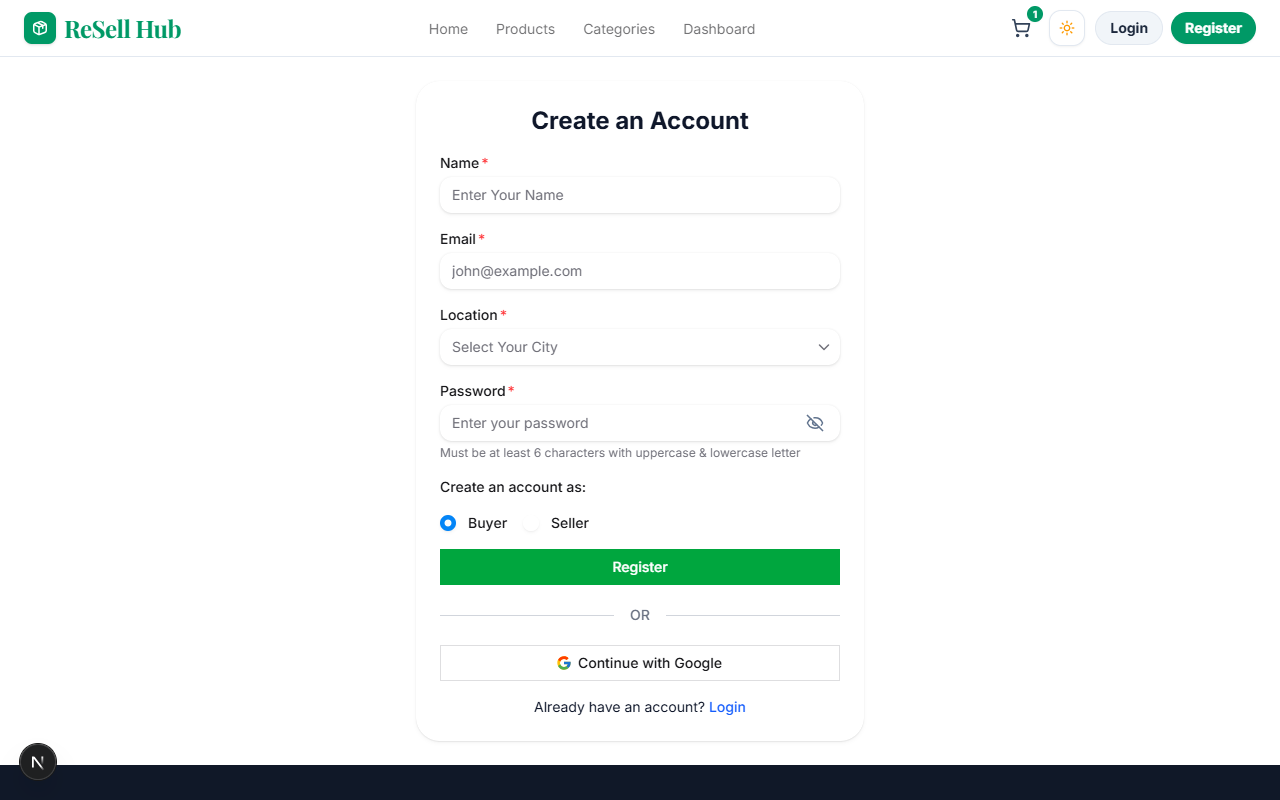 ReSell Hub
Home Products Categories Dashboard
1
Login
Register
Create an Account
Name*
Enter Your Name
Email*
john@example.com
Location*
Select Your City
Password*
Enter your password
Must be at least 6 characters with uppercase & lowercase letter
Create an account as:
Buyer Seller
Register
OR
Continue with Google
Already have an account? Login
N